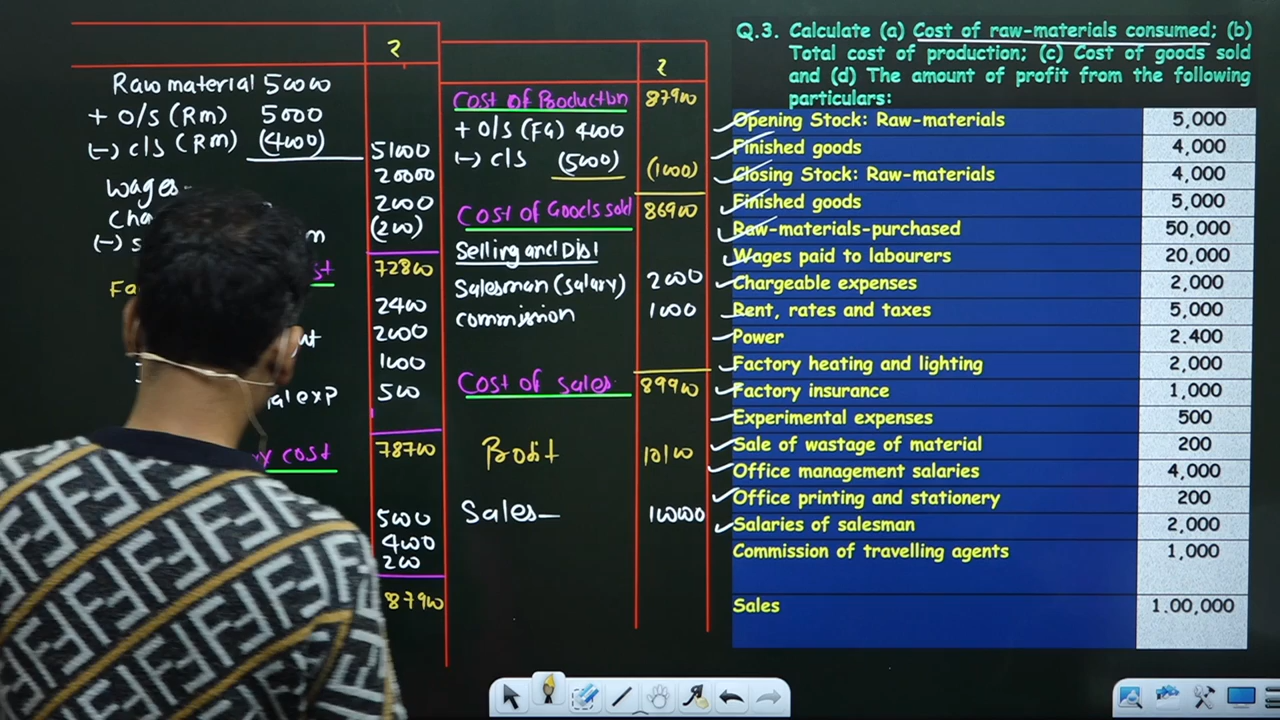 ₹
Raw material 50000
+ O/S (Rm) 5000
(-) C/S (Rm) (4000)
51000
Wages - 20000
2000
(-) (200)
72800
2400
2000
1000
exp 500
cost 78700
5000
4000
200
87900
₹
Cost of Production 87900
+ O/S (FG) 4000
(-) C/S (5000) (1000)
Cost of Goods sold 86900
Selling and Dist
Salesman (salary) 2000
commission 1000
Cost of sales 89900
Profit 10100
Sales— 100000
Q.3. Calculate (a) Cost of raw-materials consumed; (b)
Total cost of production; (c) Cost of goods sold
and (d) The amount of profit from the following
particulars:
Opening Stock: Raw-materials 5,000
Finished goods 4,000
Closing Stock: Raw-materials 4,000
Finished goods 5,000
Raw-materials-purchased 50,000
Wages paid to labourers 20,000
Chargeable expenses 2,000
Rent, rates and taxes 5,000
Power 2.400
Factory heating and lighting 2,000
Factory insurance 1,000
Experimental expenses 500
Sale of wastage of material 200
Office management salaries 4,000
Office printing and stationery 200
Salaries of salesman 2,000
Commission of travelling agents 1,000
Sales 1.00,000